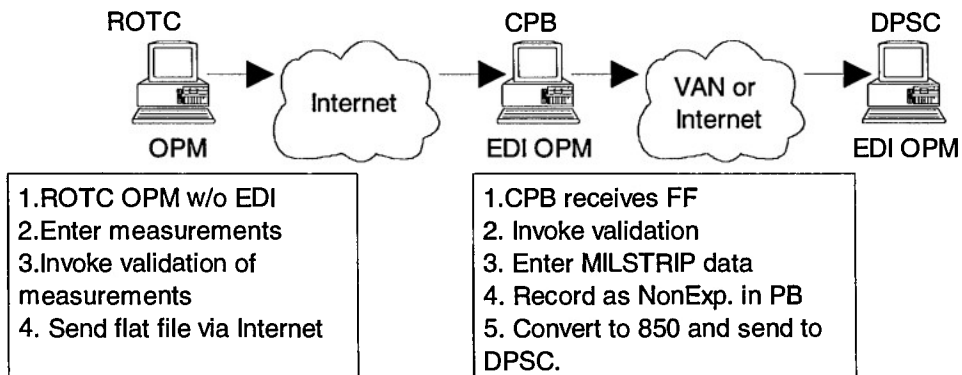 ROTC
CPB
DPSC
Internet
VAN or
Internet
OPM
EDI OPM
EDI OPM
1.ROTC OPM w/o EDI
2.Enter measurements
3.Invoke validation of
measurements
4. Send flat file via Internet
1.CPB receives FF
2. Invoke validation
3. Enter MILSTRIP data
4. Record as NonExp. in PB
5. Convert to 850 and send to
DPSC.